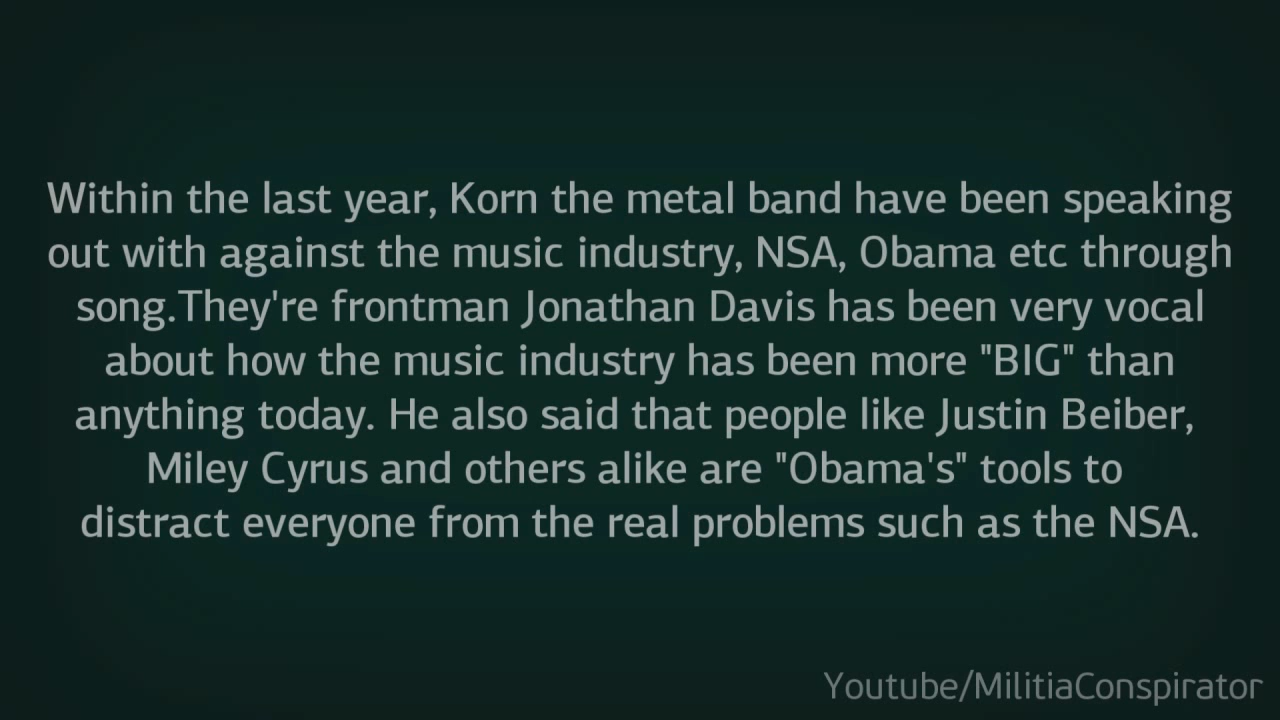 Within the last year, Korn the metal band have been speaking
out with against the music industry, NSA, Obama etc through
song.They're frontman Jonathan Davis has been very vocal
about how the music industry has been more "BIG" than
anything today. He also said that people like Justin Beiber,
Miley Cyrus and others alike are "Obama's" tools to
distract everyone from the real problems such as the NSA.
Youtube/MilitiaConspirator